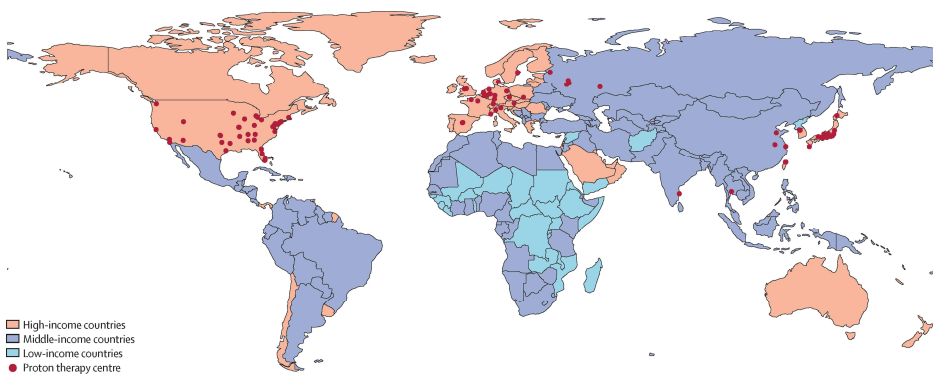 High-income countries
Middle-income countries
Low-income countries
Proton therapy centre